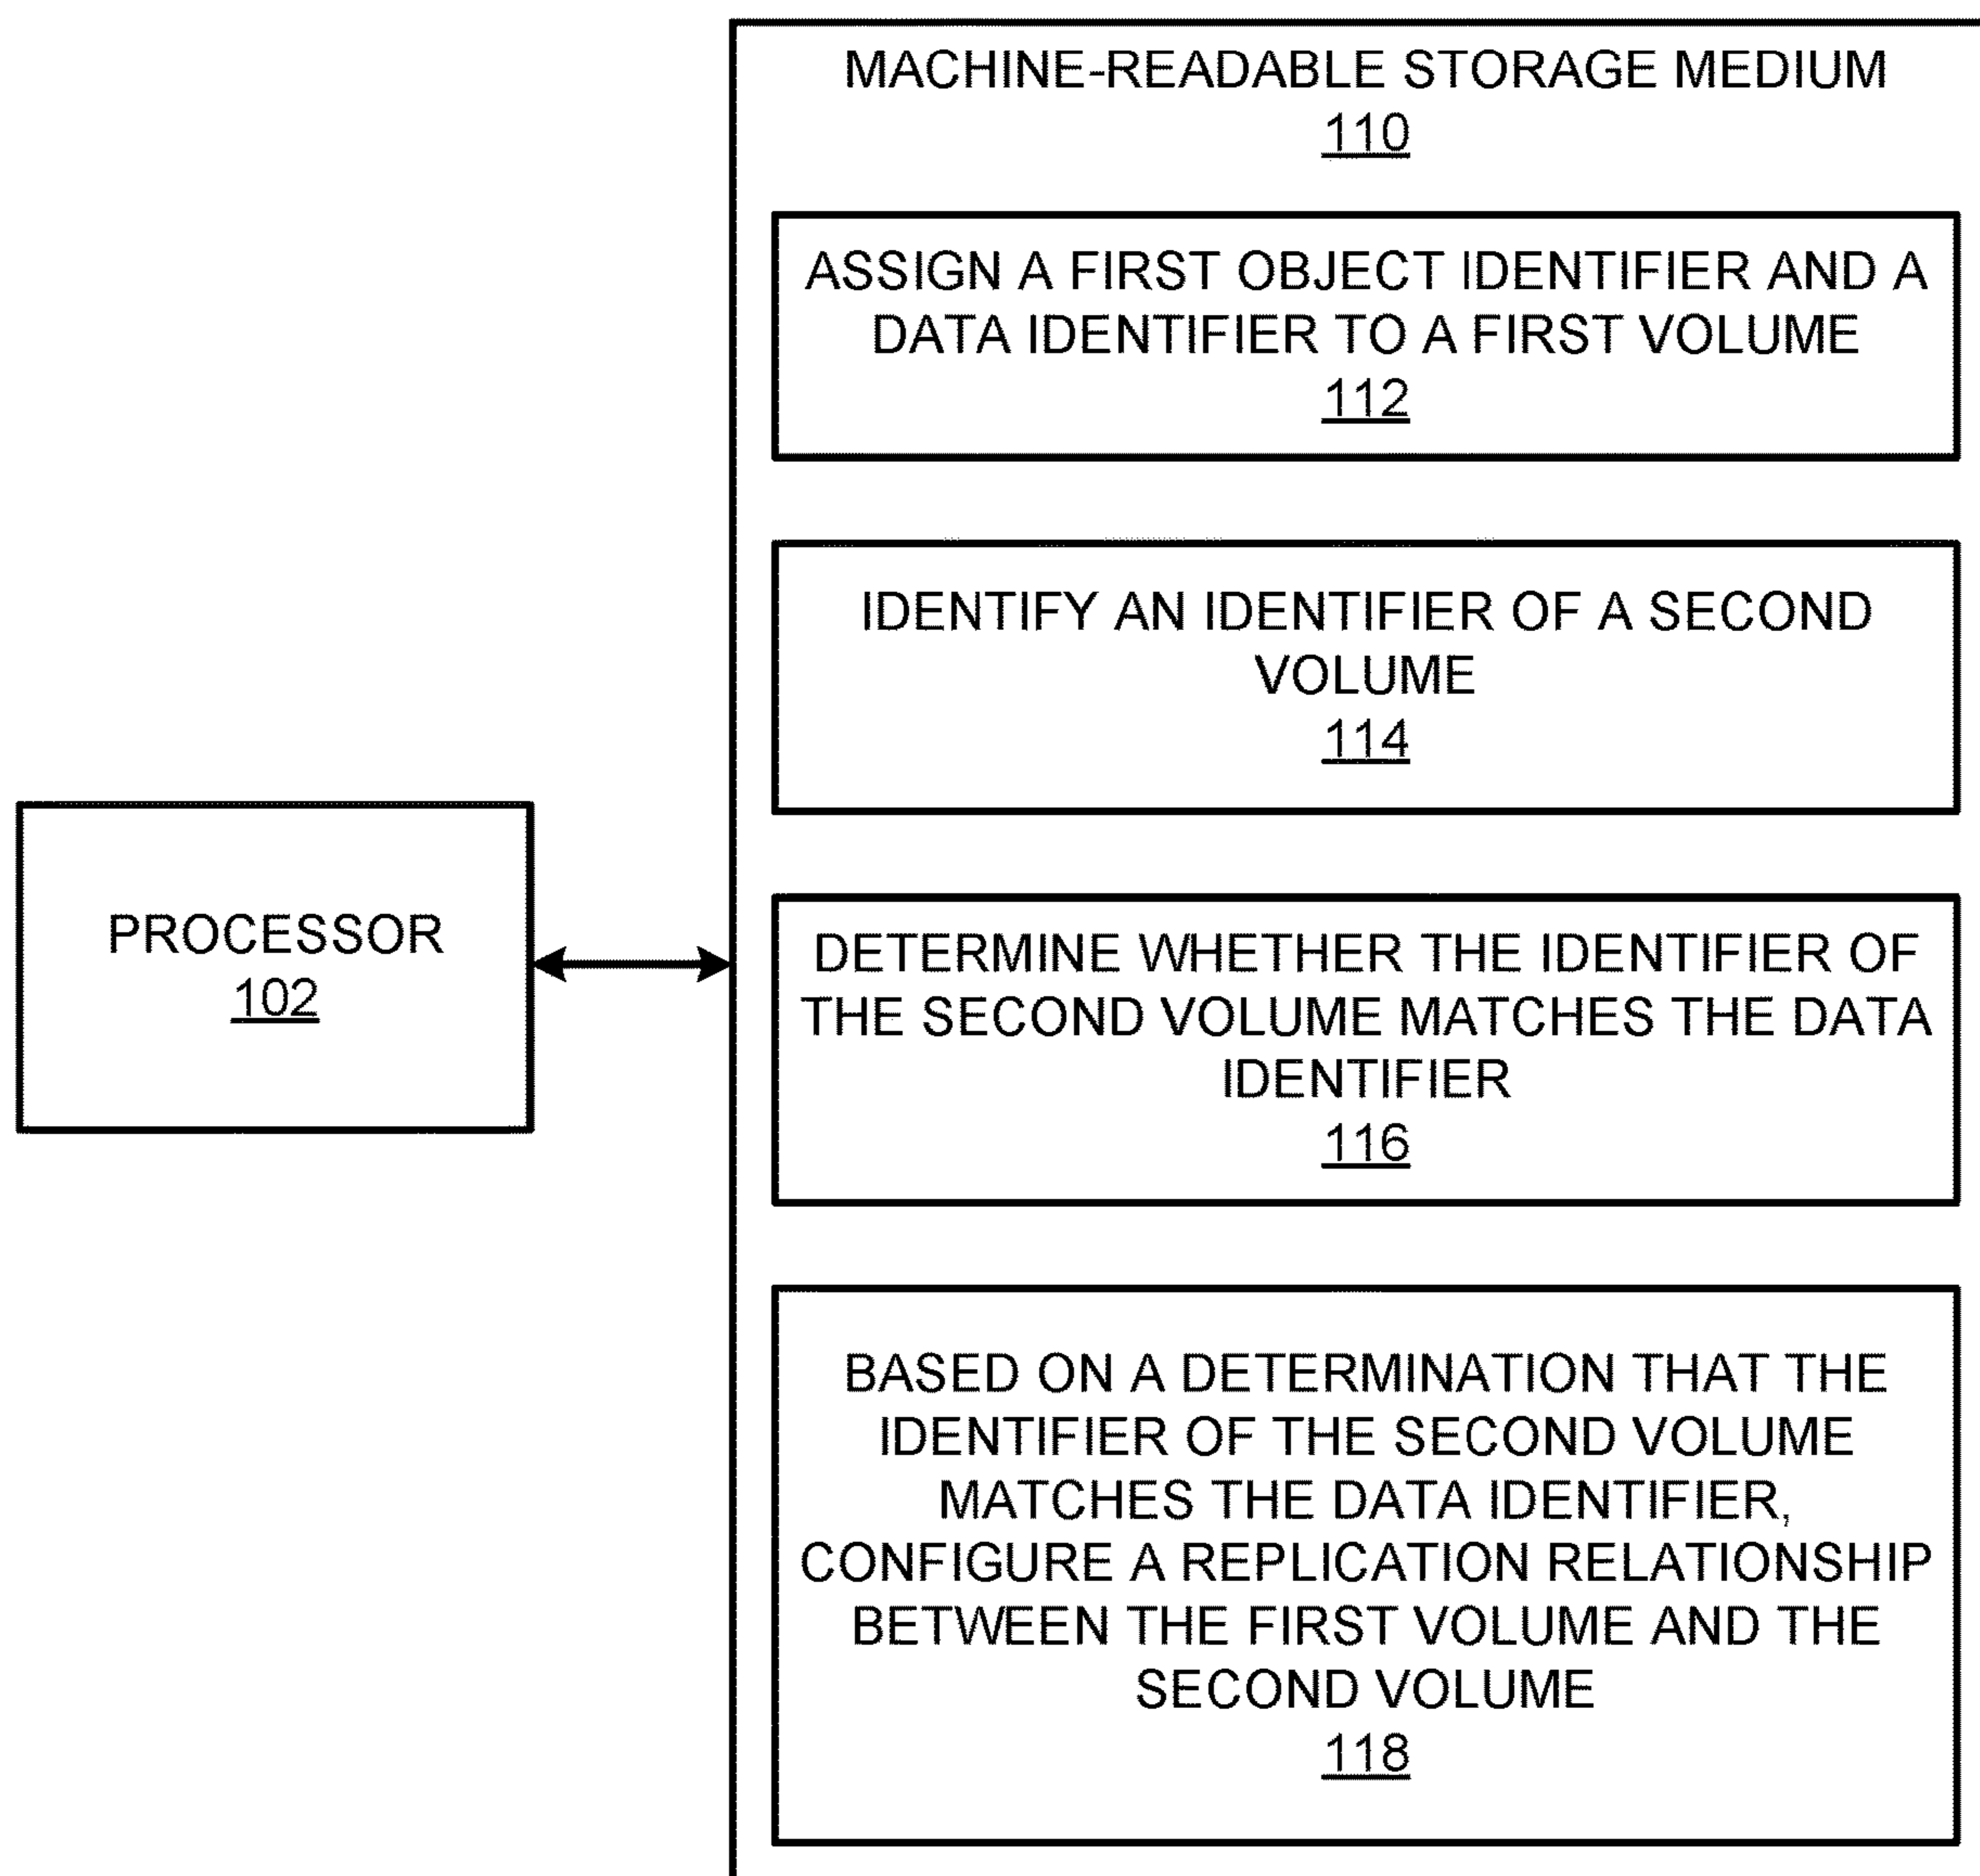 MACHINE-READABLE STORAGE MEDIUM
110
ASSIGN A FIRST OBJECT IDENTIFIER AND A
DATA IDENTIFIER TO A FIRST VOLUME
112
IDENTIFY AN IDENTIFIER OF A SECOND
VOLUME
114
PROCESSOR
102
DETERMINE WHETHER THE IDENTIFIER OF
THE SECOND VOLUME MATCHES THE DATA
IDENTIFIER
116
BASED ON A DETERMINATION THAT THE
IDENTIFIER OF THE SECOND VOLUME
MATCHES THE DATA IDENTIFIER,
CONFIGURE A REPLICATION RELATIONSHIP
BETWEEN THE FIRST VOLUME AND THE
SECOND VOLUME
118